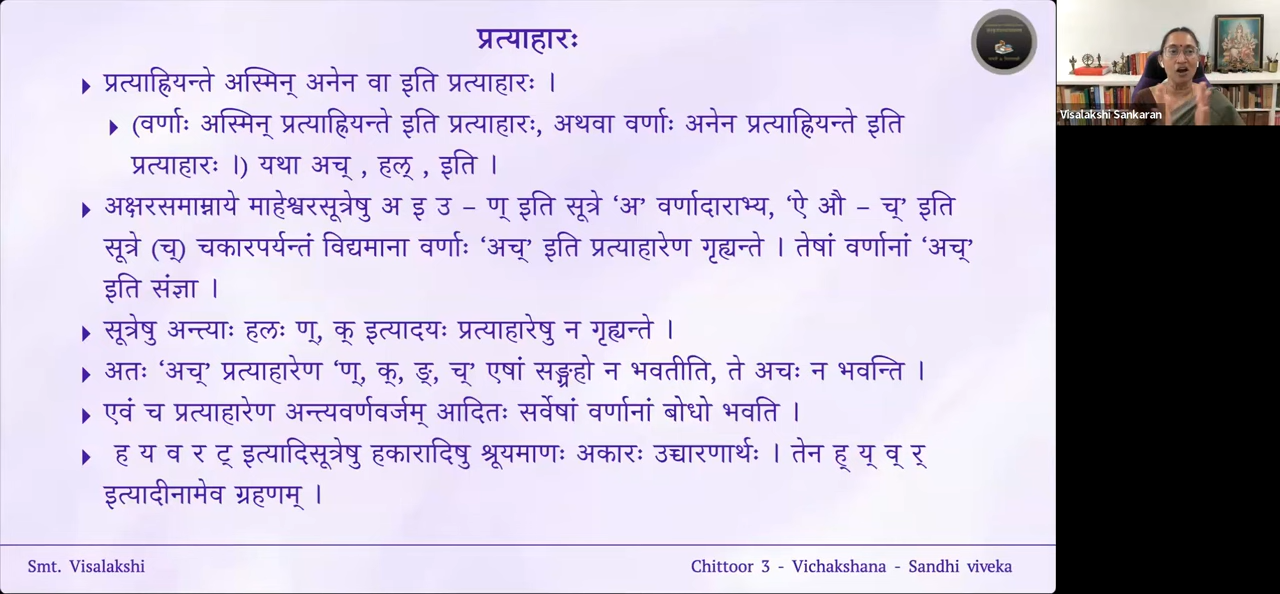 प्रत्याहारः
प्रत्याह्रियन्ते अस्मिन् अनेन वा इति प्रत्याहारः ।
(वर्णाः अस्मिन् प्रत्याह्रियन्ते इति प्रत्याहारः, अथवा वर्णाः अनेन प्रत्याह्रियन्ते इति
प्रत्याहारः ।) यथा अच् , हल् , इति ।
अक्षरसमाम्नाये माहेश्वरसूत्रेषु अ इ उ – ण् इति सूत्रे ‘अ’ वर्णादाराभ्य, ‘ऐ औ – च्’ इति
सूत्रे (च्) चकारपर्यन्तं विद्यमाना वर्णाः ‘अच्’ इति प्रत्याहारेण गृह्यन्ते । तेषां वर्णानां ‘अच्’
इति संज्ञा ।
सूत्रेषु अन्त्याः हलः ण्, क् इत्यादयः प्रत्याहारेषु न गृह्यन्ते ।
अतः ‘अच्’ प्रत्याहारेण ‘ण्, क्, ङ्, च्’ एषां सङ्ग्रहो न भवतीति, ते अचः न भवन्ति ।
एवं च प्रत्याहारेण अन्त्यवर्णवर्जम् आदितः सर्वेषां वर्णानां बोधो भवति ।
ह य व र ट् इत्यादिसूत्रेषु हकारादिषु श्रूयमाणः अकारः उच्चारणार्थः । तेन ह् य् व् र्
इत्यादीनामेव ग्रहणम् ।
Smt. Visalakshi
Chittoor 3 - Vichakshana - Sandhi viveka
Visalakshi Sankaran